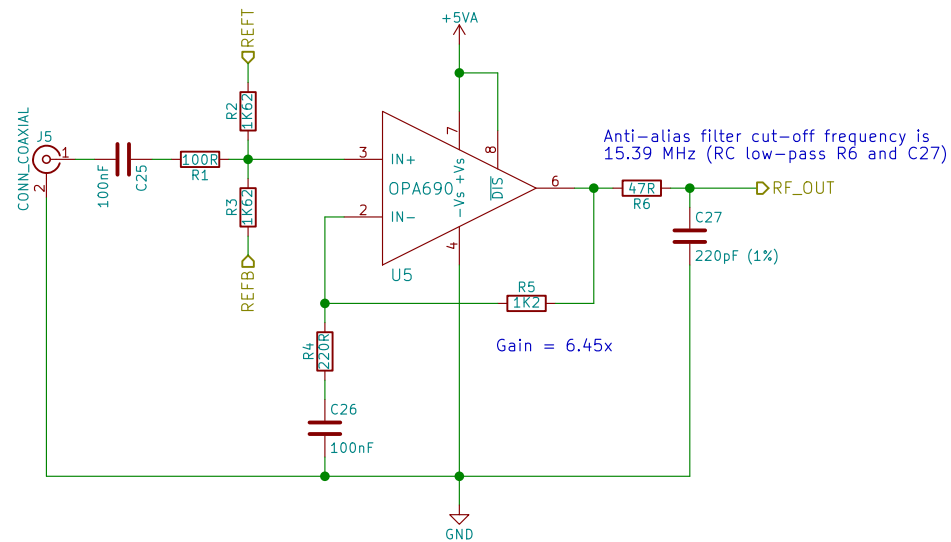 +5VA
REFT
R2
1K62
7
8
J5
CONN_COAXIAL
1
2
100nF
C25
100R
R1
3
IN+
OPA690
-Vs
+Vs
DIS
6
47R
R6
RF_OUT
Anti-alias filter cut-off frequency is
15.39 MHz (RC low-pass R6 and C27)
R3
1K62
REFB
2
IN-
4
U5
C27
220pF (1%)
R5
1K2
Gain = 6.45x
R4
220R
C26
100nF
GND